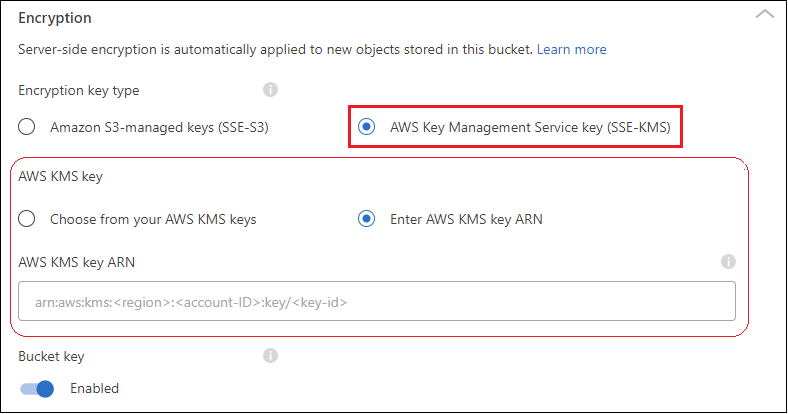 Encryption
Server-side encryption is automatically applied to new objects stored in this bucket. Learn more
Encryption key type
Amazon S3-managed keys (SSE-S3)
AWS Key Management Service key (SSE-KMS)
AWS KMS key
Choose from your AWS KMS keys
Enter AWS KMS key ARN
AWS KMS key ARN
arn:aws:kms:<region>:<account-ID>:key/<key-id>
Bucket key
Enabled